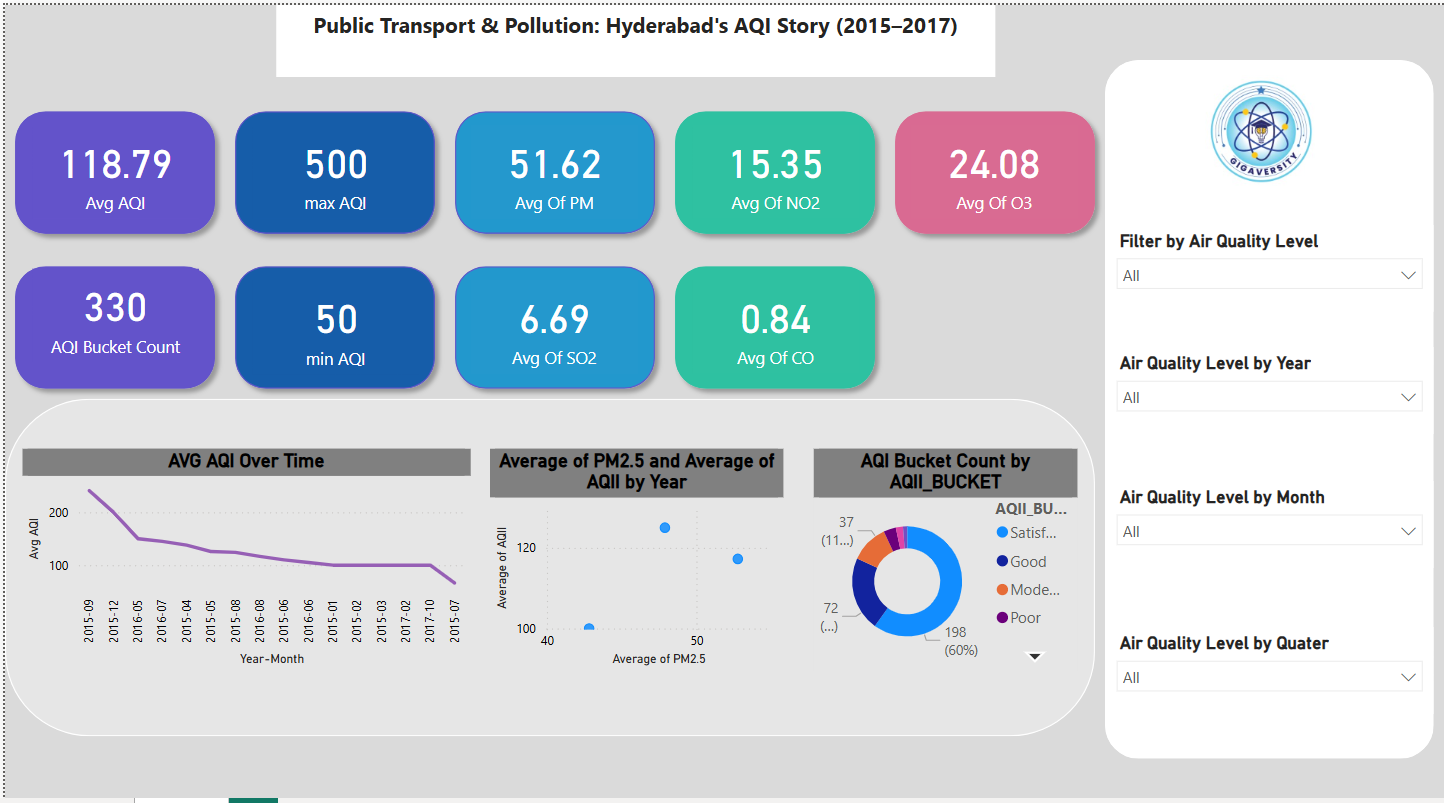 Public Transport & Pollution: Hyderabad's AQI Story (2015–2017)
118.79
Avg AQI
500
max AQI
51.62
Avg Of PM
15.35
Avg Of NO2
24.08
Avg Of O3
330
AQI Bucket Count
50
min AQI
6.69
Avg Of SO2
0.84
Avg Of CO
GIGAVERSITY
Filter by Air Quality Level
All
Air Quality Level by Year
All
Air Quality Level by Month
All
Air Quality Level by Quater
All
AVG AQI Over Time
Avg AQI
200
100
2015-09
2015-12
2016-05
2016-07
2015-04
2015-05
2015-08
2016-08
2015-06
2016-06
2015-01
2015-02
2015-03
2017-02
2017-10
2015-07
Year-Month
Average of PM2.5 and Average of
AQII by Year
Average of AQII
120
100
40
50
Average of PM2.5
AQI Bucket Count by
AQII_BUCKET
37
(11...)
72
(...)
198
(60%)
AQII_BU...
Satisf...
Good
Mode...
Poor